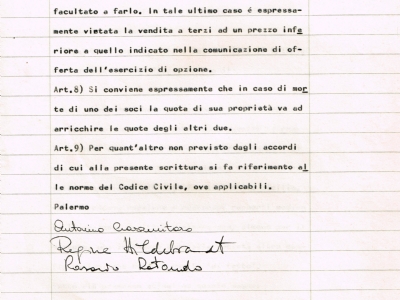 facultato a farlo. In tale ultimo caso é espressa-
mente vietata la vendita a terzi ad un prezzo infe
riore a quello indicato nella comunicazione di of-
ferta dell'esercizio di opzione.
Art.8) Si conviene espressamente che in caso di mor
te di uno dei soci la quota di sua proprietà va ad
arricchire le quote degli altri due.
Art.9) Per quant'altro non previsto dagli accordi
di cui alla presente scrittura si fa riferimento al
le norme del Codice Civile, ove applicabili.
Palermo
Regine Hildebrandt
Rosario Rotondo